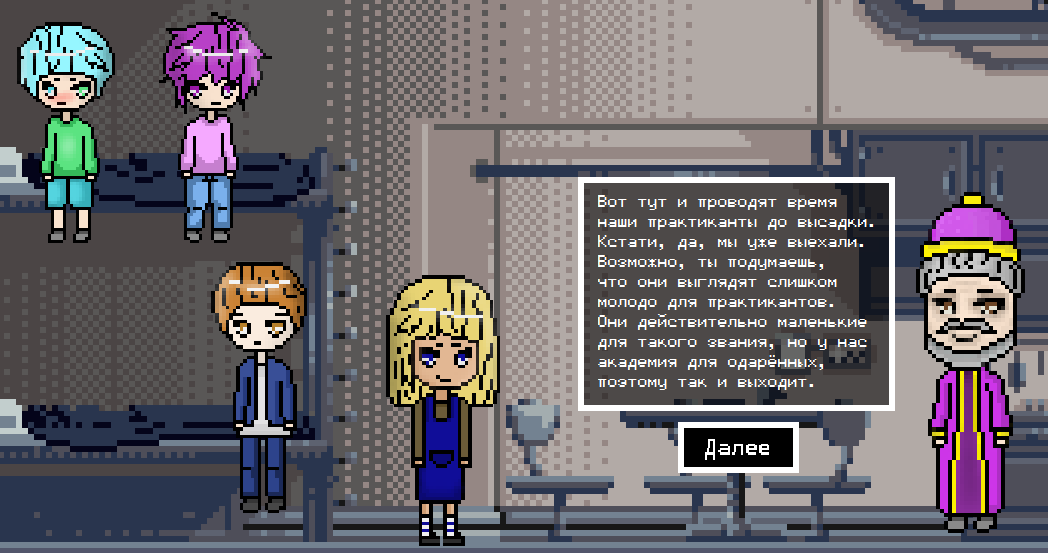 Вот тут и проводят время
наши практиканты до высадки.
Кстати, да, мы уже выехали.
Возможно, ты подумаешь,
что они выглядят слишком
молодо для практикантов.
Они действительно маленькие
для такого звания, но у нас
академия для одарённых,
поэтому так и выходит.
Далее